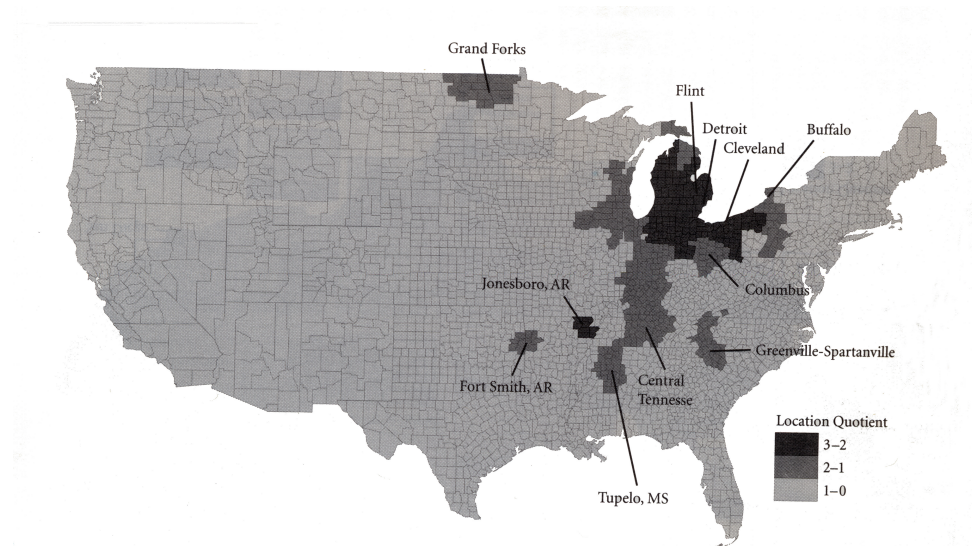 Grand Forks
Flint
Detroit
Buffalo
Cleveland
Jonesboro, AR
Columbus
Greenville-Spartanville
Fort Smith, AR
Central
Tennesse
Location Quotient
3–2
2–1
1–0
Tupelo, MS